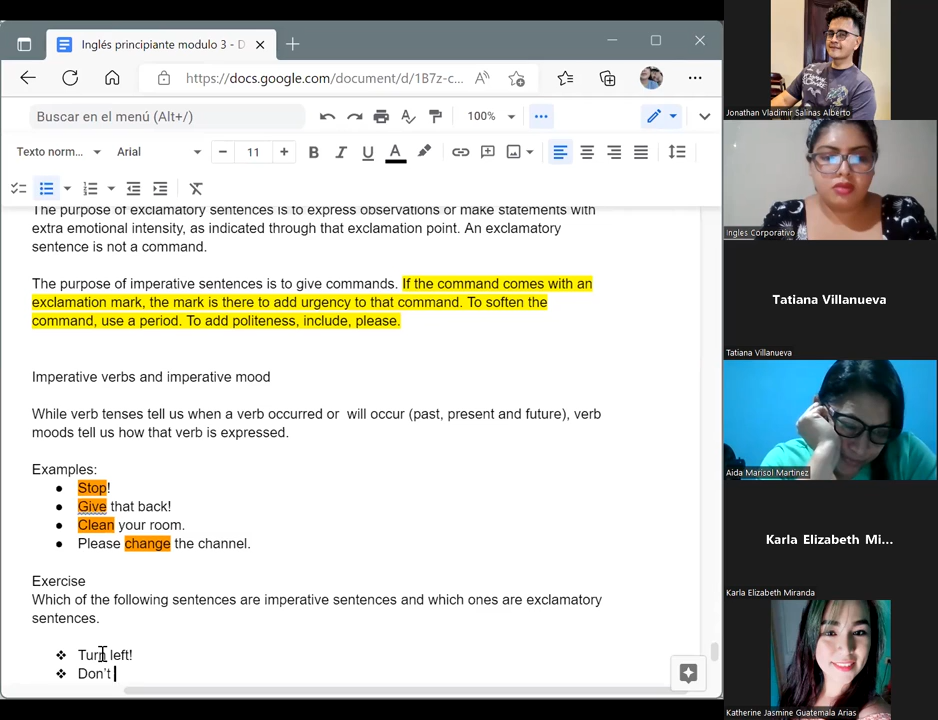 Inglés principiante modulo 3 - D
https://docs.google.com/document/d/1B7z-c...
Buscar en el menú (Alt+/)
100%
Texto norm...
Arial
11
The purpose of exclamatory sentences is to express observations or make statements with
extra emotional intensity, as indicated through that exclamation point. An exclamatory
sentence is not a command.
The purpose of imperative sentences is to give commands. If the command comes with an
exclamation mark, the mark is there to add urgency to that command. To soften the
command, use a period. To add politeness, include, please.
Imperative verbs and imperative mood
While verb tenses tell us when a verb occurred or  will occur (past, present and future), verb
moods tell us how that verb is expressed.
Examples:
● Stop!
● Give that back!
● Clean your room.
● Please change the channel.
Exercise
Which of the following sentences are imperative sentences and which ones are exclamatory
sentences.
❖ Turn left!
❖ Don't
Jonathan Vladimir Salinas Alberto
Ingles Corporativo
Tatiana Villanueva
Tatiana Villanueva
Aida Marisol Martinez
Karla Elizabeth Mi...
Karla Elizabeth Miranda
Katherine Jasmine Guatemala Arias